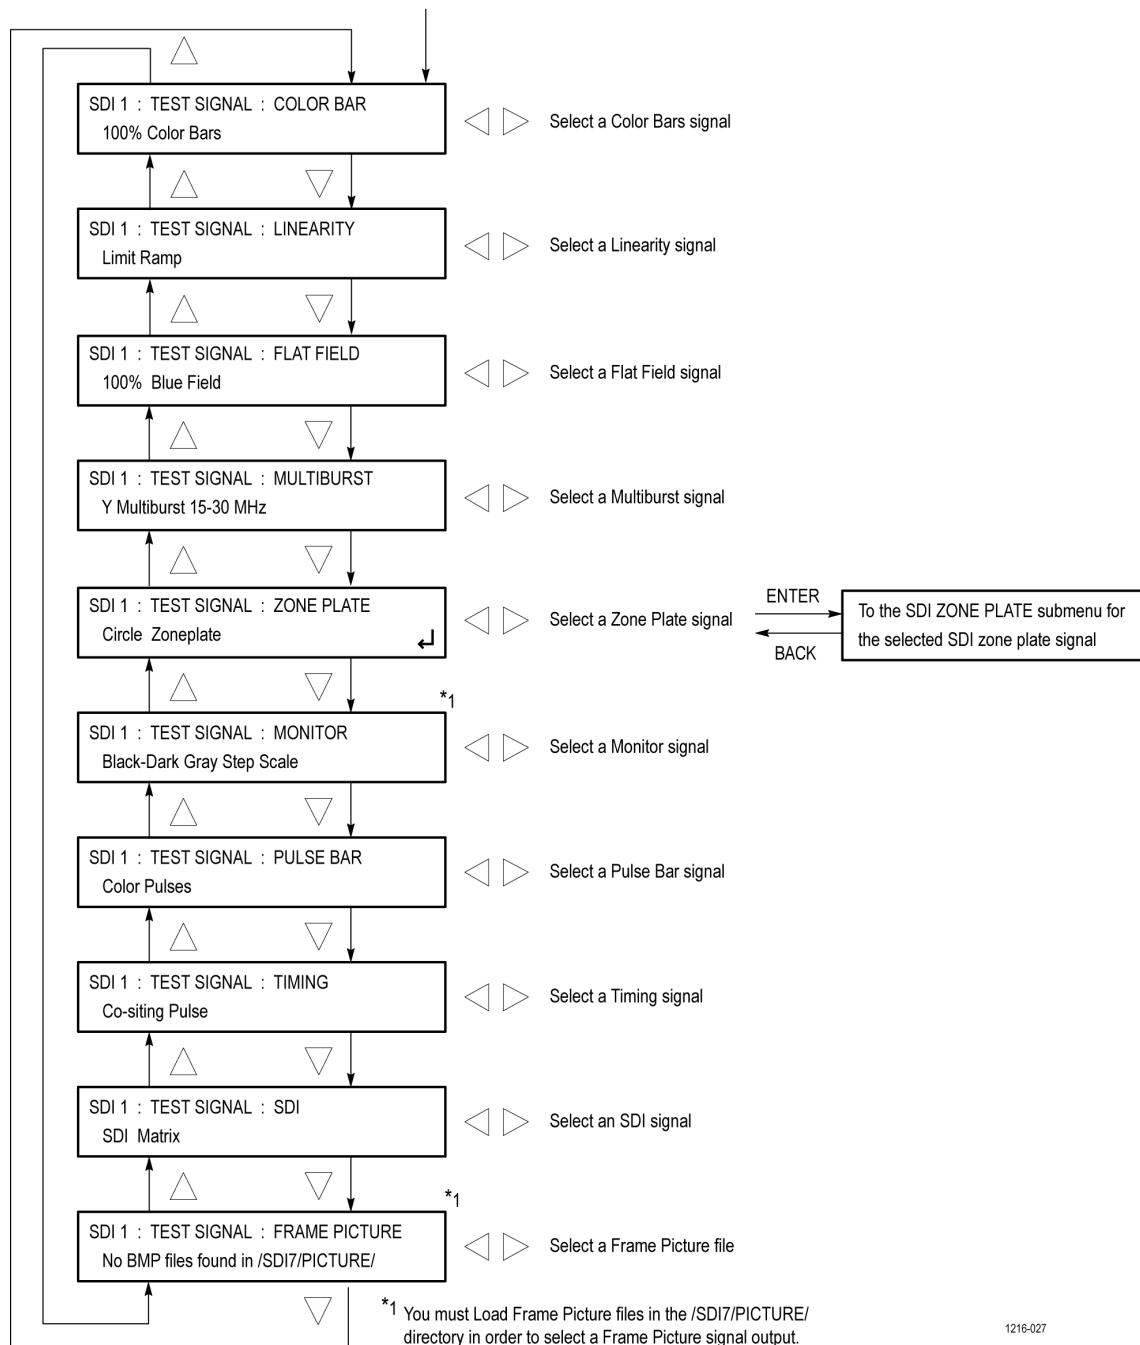 SDI 1 : TEST SIGNAL : COLOR BAR
100% Color Bars
Select a Color Bars signal
SDI 1 : TEST SIGNAL : LINEARITY
Limit Ramp
Select a Linearity signal
SDI 1 : TEST SIGNAL : FLAT FIELD
100% Blue Field
Select a Flat Field signal
SDI 1 : TEST SIGNAL : MULTIBURST
Y Multiburst 15-30 MHz
Select a Multiburst signal
SDI 1 : TEST SIGNAL : ZONE PLATE
Circle Zoneplate
Select a Zone Plate signal
ENTER
BACK
To the SDI ZONE PLATE submenu for
the selected SDI zone plate signal
*1
SDI 1 : TEST SIGNAL : MONITOR
Black-Dark Gray Step Scale
Select a Monitor signal
SDI 1 : TEST SIGNAL : PULSE BAR
Color Pulses
Select a Pulse Bar signal
SDI 1 : TEST SIGNAL : TIMING
Co-siting Pulse
Select a Timing signal
SDI 1 : TEST SIGNAL : SDI
SDI Matrix
Select an SDI signal
*1
SDI 1 : TEST SIGNAL : FRAME PICTURE
No BMP files found in /SDI7/PICTURE/
Select a Frame Picture file
*1 You must Load Frame Picture files in the /SDI7/PICTURE/
directory in order to select a Frame Picture signal output.
1216-027